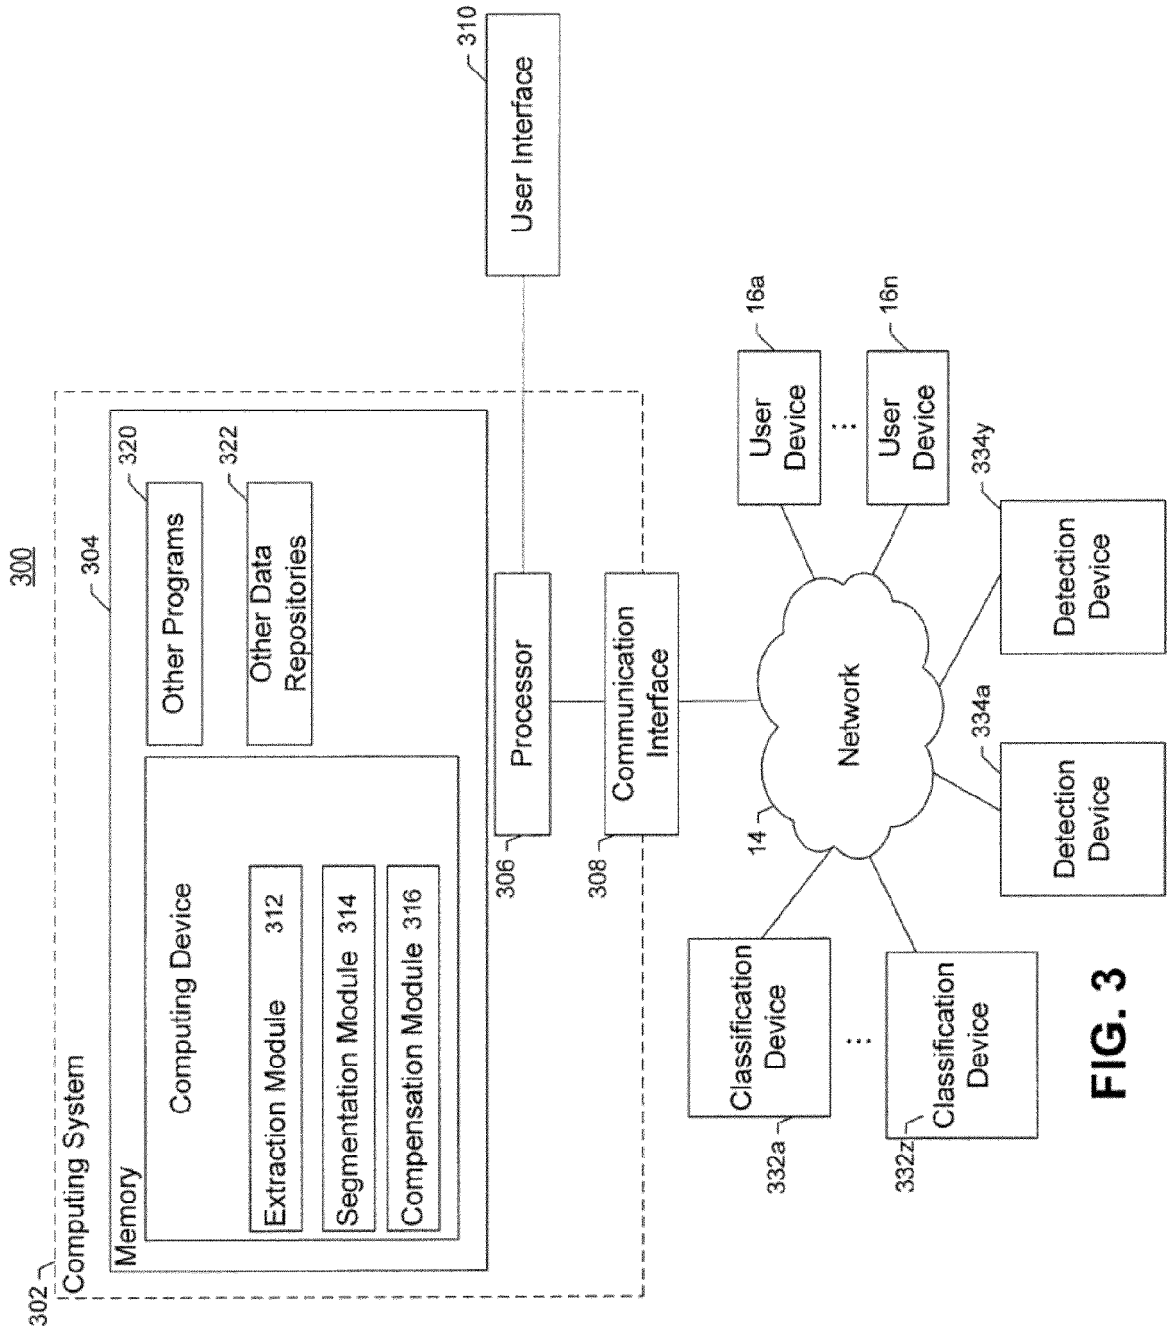 300
302
Computing System
304
Memory
Computing Device
Extraction Module 312
Segmentation Module 314
Compensation Module 316
320
Other Programs
322
Other Data
Repositories
306
Processor
310
User Interface
308
Communication
Interface
14
Network
16a
User
Device
...
16n
User
Device
332a
Classification
Device
...
332z
Classification
Device
334a
Detection
Device
334y
Detection
Device
FIG. 3